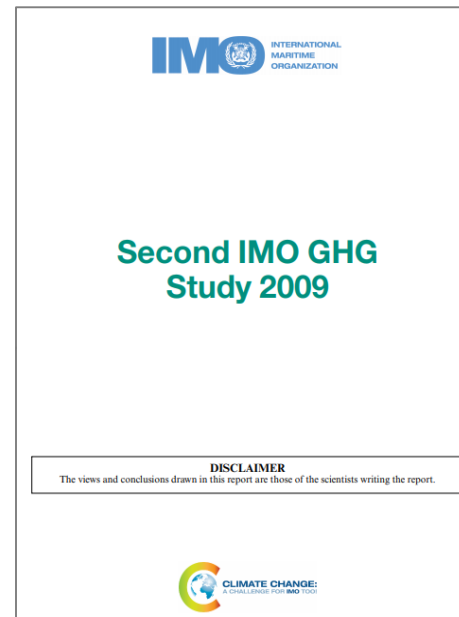 IMO
INTERNATIONAL
MARITIME
ORGANIZATION
Second IMO GHG
Study 2009
DISCLAIMER
The views and conclusions drawn in this report are those of the scientists writing the report.
CLIMATE CHANGE:
A CHALLENGE FOR IMO TOO!